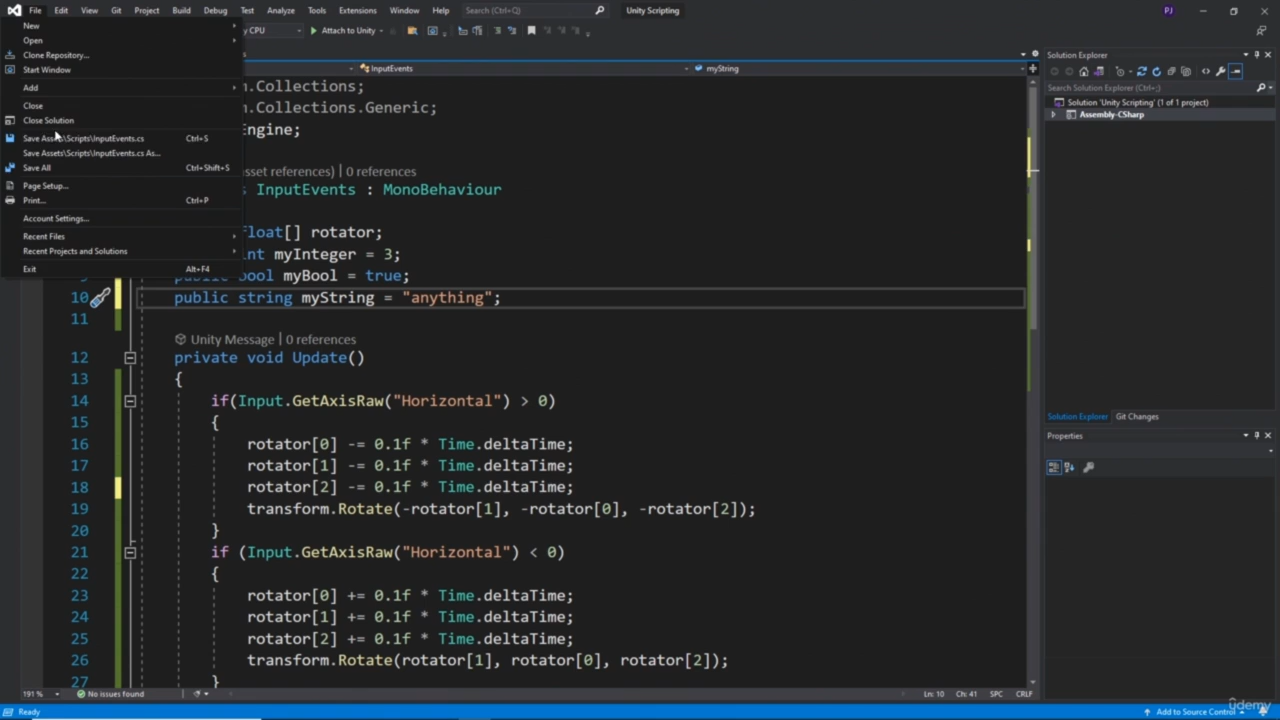 File Edit View Git Project Build Debug Test Analyze Tools Extensions Window Help Search (Ctrl+Q) Unity Scripting PJ
CPU Attach to Unity
New
Open
Clone Repository...
Start Window
Add
Close
Close Solution
Save Assets\Scripts\InputEvents.cs Ctrl+S
Save Assets\Scripts\InputEvents.cs As...
Save All Ctrl+Shift+S
Page Setup...
Print... Ctrl+P
Account Settings...
Recent Files
Recent Projects and Solutions
Exit Alt+F4
InputEvents myString
.Collections;
.Collections.Generic;
ngine;
asset references) | 0 references
InputEvents : MonoBehaviour
float[] rotator;
int myInteger = 3;
public bool myBool = true;
10 public string myString = "anything";
11
Unity Message | 0 references
12 private void Update()
13 {
14 if(Input.GetAxisRaw("Horizontal") > 0)
15 {
16 rotator[0] -= 0.1f * Time.deltaTime;
17 rotator[1] -= 0.1f * Time.deltaTime;
18 rotator[2] -= 0.1f * Time.deltaTime;
19 transform.Rotate(-rotator[1], -rotator[0], -rotator[2]);
20 }
21 if (Input.GetAxisRaw("Horizontal") < 0)
22 {
23 rotator[0] += 0.1f * Time.deltaTime;
24 rotator[1] += 0.1f * Time.deltaTime;
25 rotator[2] += 0.1f * Time.deltaTime;
26 transform.Rotate(rotator[1], rotator[0], rotator[2]);
27 }
191 % No issues found Ln: 10 Ch: 41 SPC CRLF
Solution Explorer
Search Solution Explorer (Ctrl+;)
Solution 'Unity Scripting' (1 of 1 project)
Assembly-CSharp
Solution Explorer Git Changes
Properties
Ready Add to Source Control
ûdemy